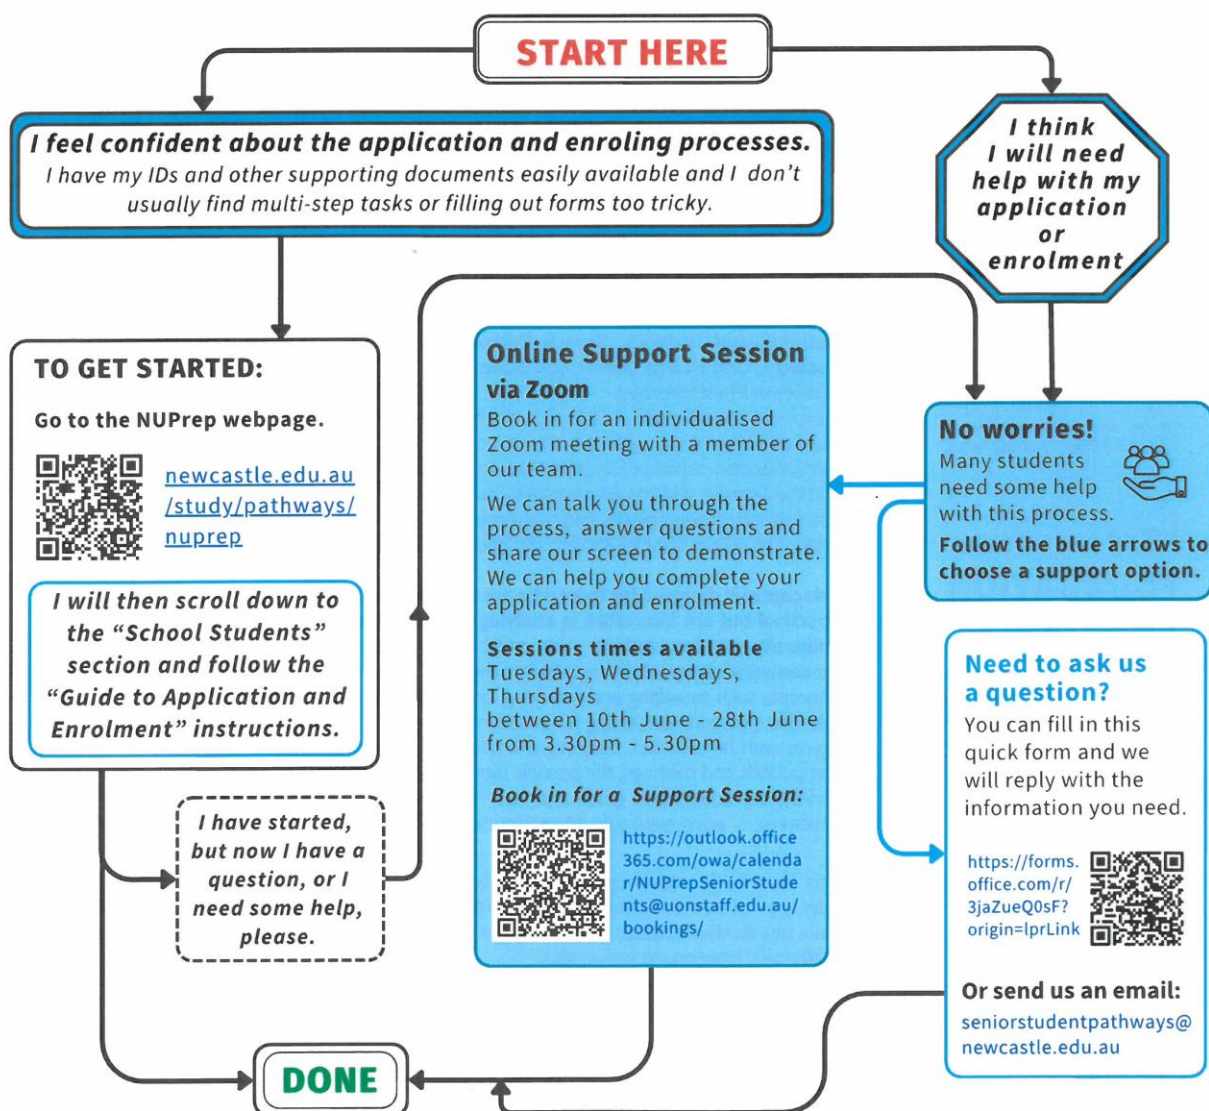 START HERE
I feel confident about the application and enroling processes.
I have my IDs and other supporting documents easily available and I don't
usually find multi-step tasks or filling out forms too tricky.
I think
I will need
help with my
application
or
enrolment
TO GET STARTED:
Go to the NUPrep webpage.
newcastle.edu.au
/study/pathways/
nuprep
I will then scroll down to
the "School Students"
section and follow the
"Guide to Application and
Enrolment" instructions.
I have started,
but now I have a
question, or I
need some help,
please.
Online Support Session
via Zoom
Book in for an individualised
Zoom meeting with a member of
our team.
We can talk you through the
process, answer questions and
share our screen to demonstrate.
We can help you complete your
application and enrolment.
Sessions times available
Tuesdays, Wednesdays,
Thursdays
between 10th June - 28th June
from 3.30pm - 5.30pm
Book in for a Support Session:
https://outlook.office
365.com/owa/calenda
r/NUPrepSeniorStude
nts@uonstaff.edu.au/
bookings/
No worries!
Many students
need some help
with this process.
Follow the blue arrows to
choose a support option.
Need to ask us
a question?
You can fill in this
quick form and we
will reply with the
information you need.
https://forms.
office.com/r/
3jaZueQ0sF?
origin=lprLink
Or send us an email:
seniorstudentpathways@
newcastle.edu.au
DONE